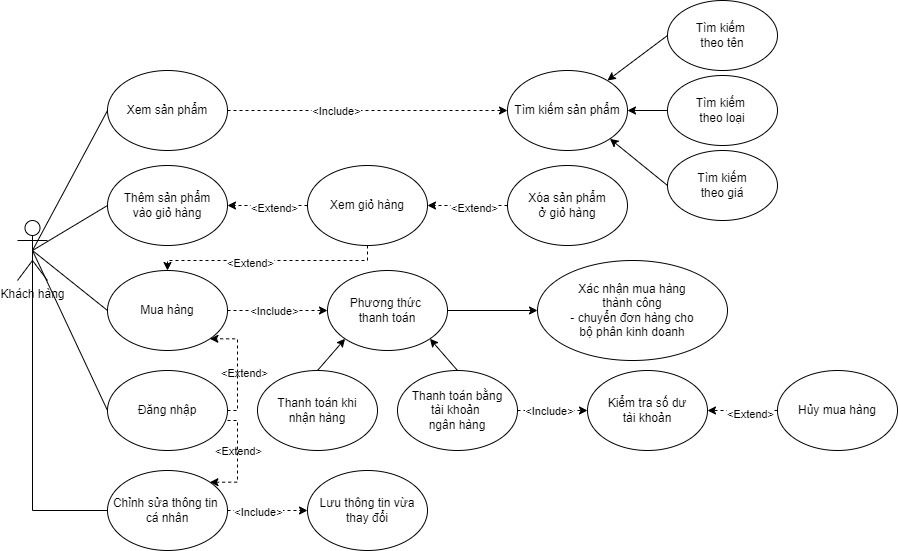 Tìm kiếm
theo tên
Xem sản phẩm
<Include>
Tìm kiếm sản phẩm
Tìm kiếm
theo loại
Tìm kiếm
theo giá
Thêm sản phẩm
vào giỏ hàng
<Extend>
Xem giỏ hàng
<Extend>
Xóa sản phẩm
ở giỏ hàng
<Extend>
Khách hàng
Mua hàng
<Include>
Phương thức
thanh toán
Xác nhận mua hàng
thành công
- chuyển đơn hàng cho
bộ phân kinh doanh
<Extend>
Đăng nhập
Thanh toán khi
nhận hàng
Thanh toán bằng
tài khoản
ngân hàng
<Include>
Kiểm tra số dư
tài khoản
<Extend>
Hủy mua hàng
<Extend>
Chỉnh sửa thông tin
cá nhân
<Include>
Lưu thông tin vừa
thay đổi